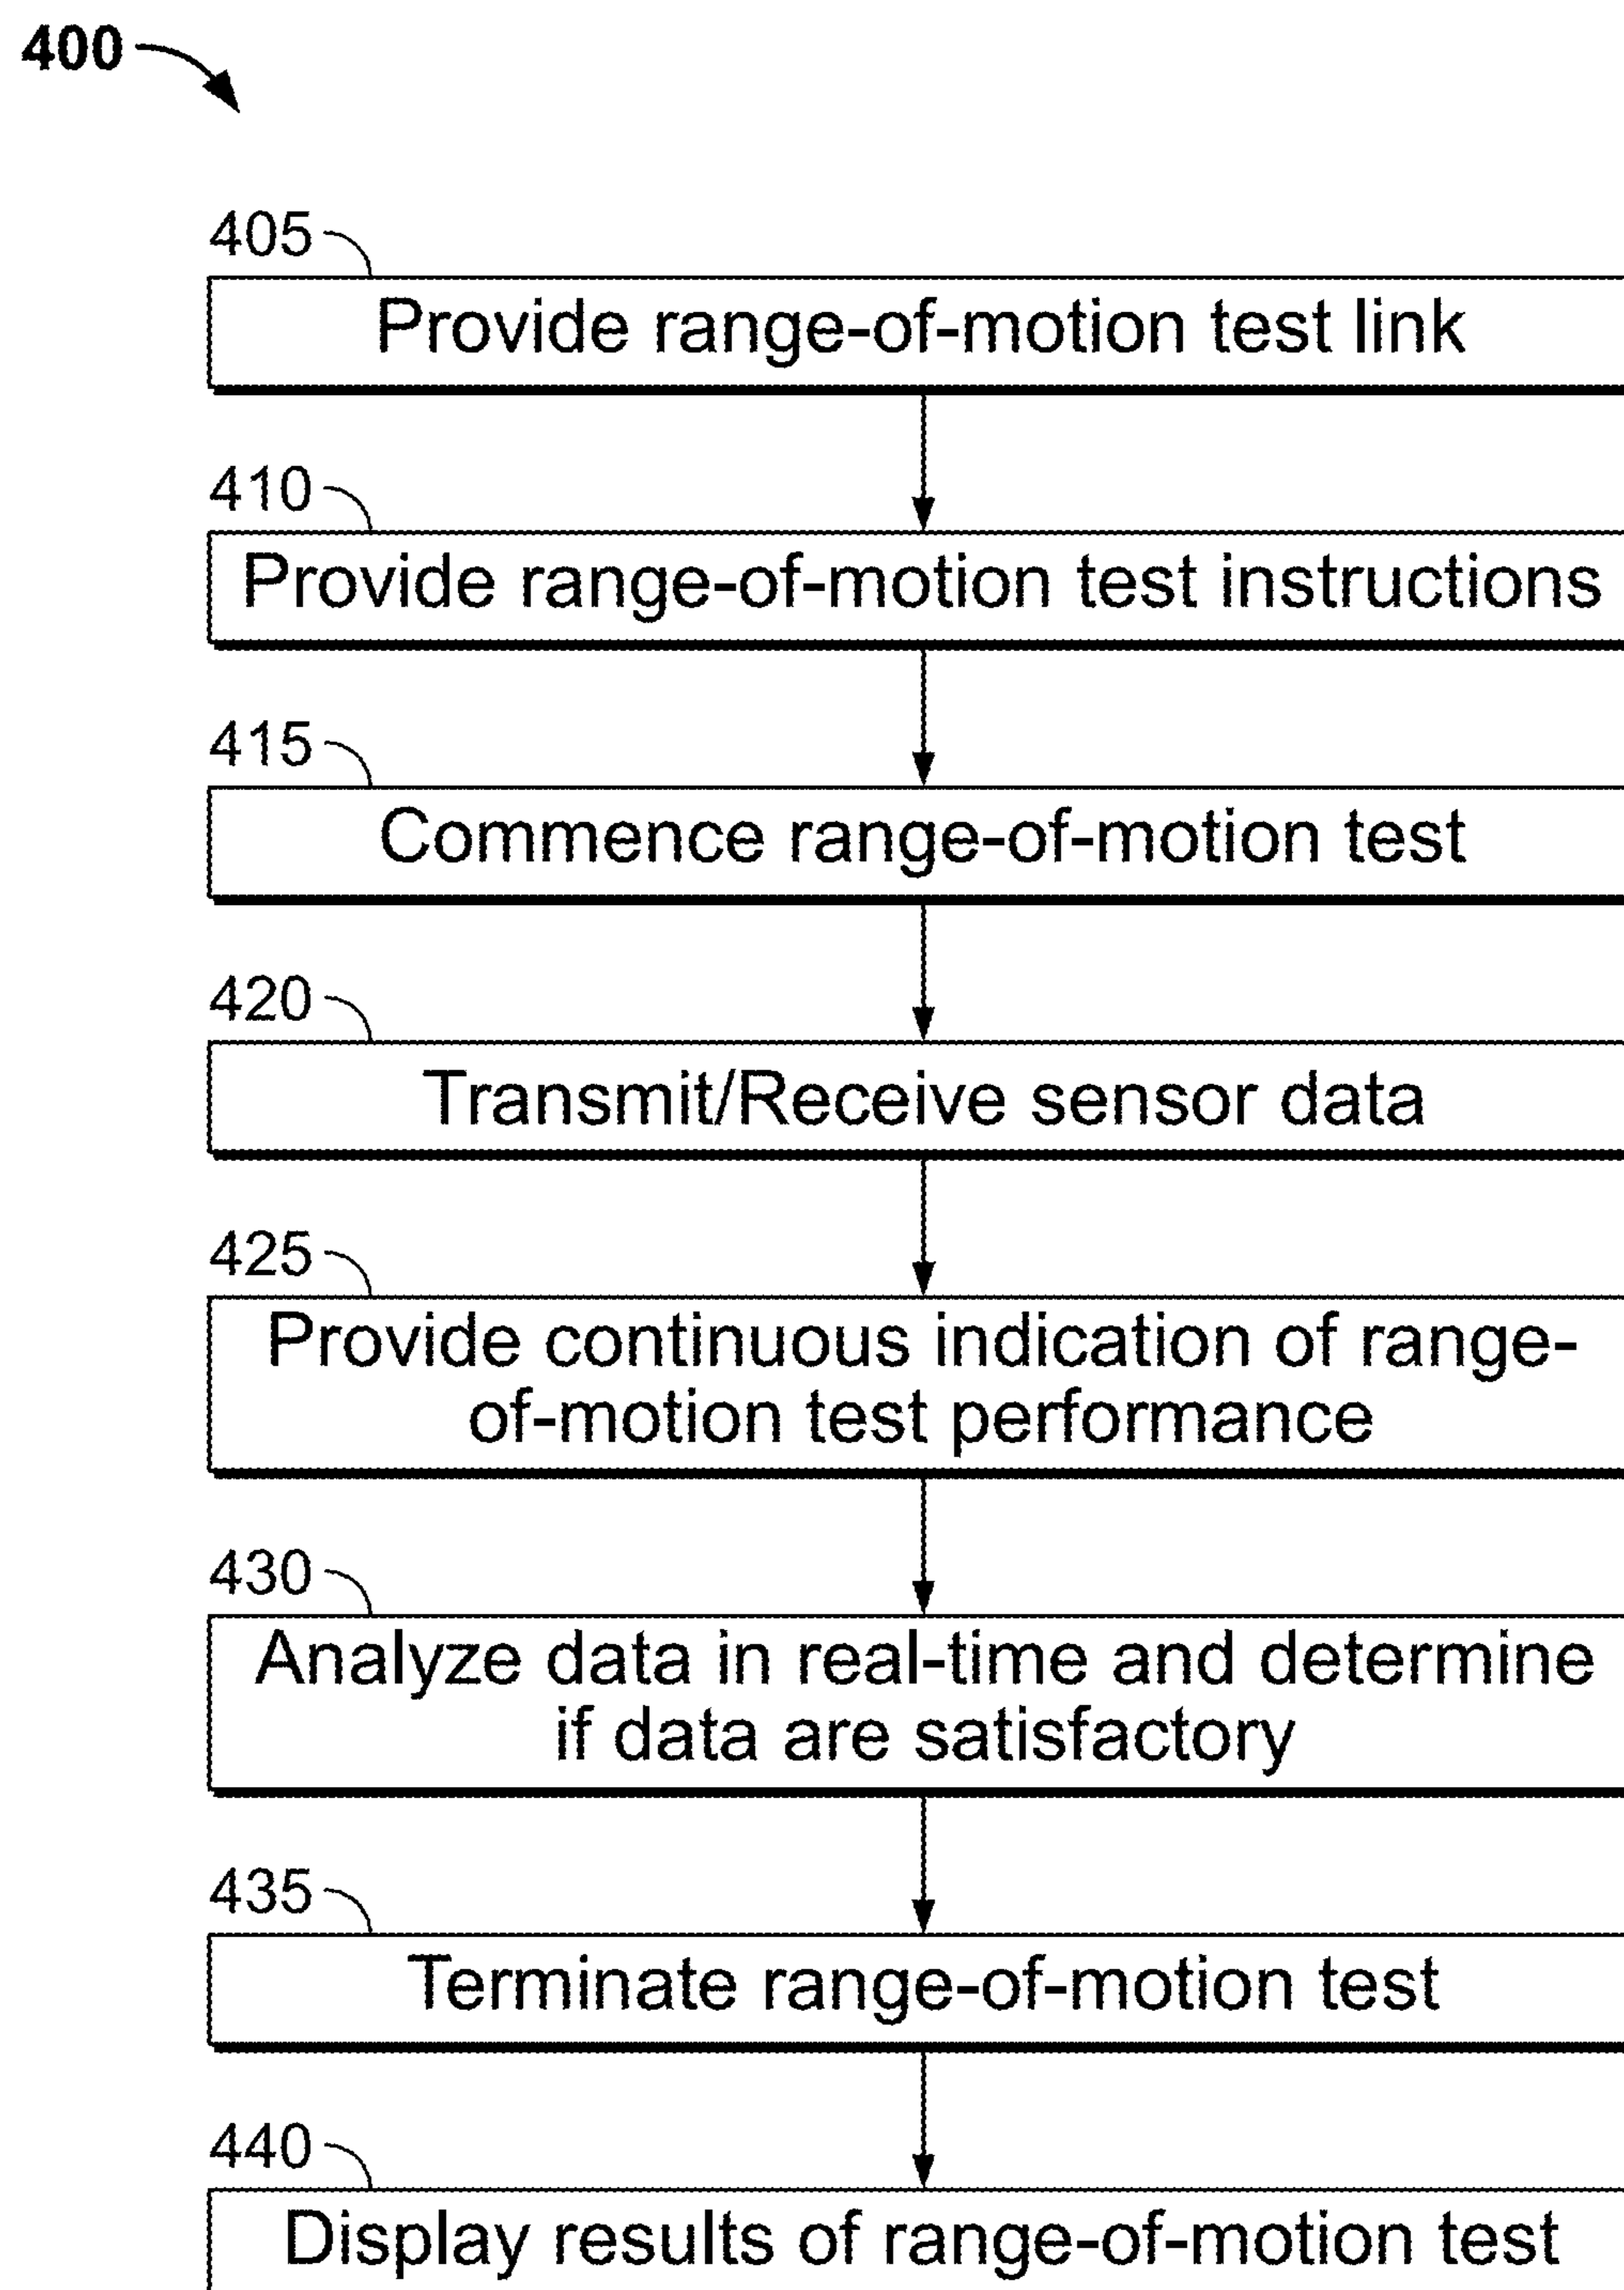 400
405
Provide range-of-motion test link
410
Provide range-of-motion test instructions
415
Commence range-of-motion test
420
Transmit/Receive sensor data
425
Provide continuous indication of range-
of-motion test performance
430
Analyze data in real-time and determine
if data are satisfactory
435
Terminate range-of-motion test
440
Display results of range-of-motion test